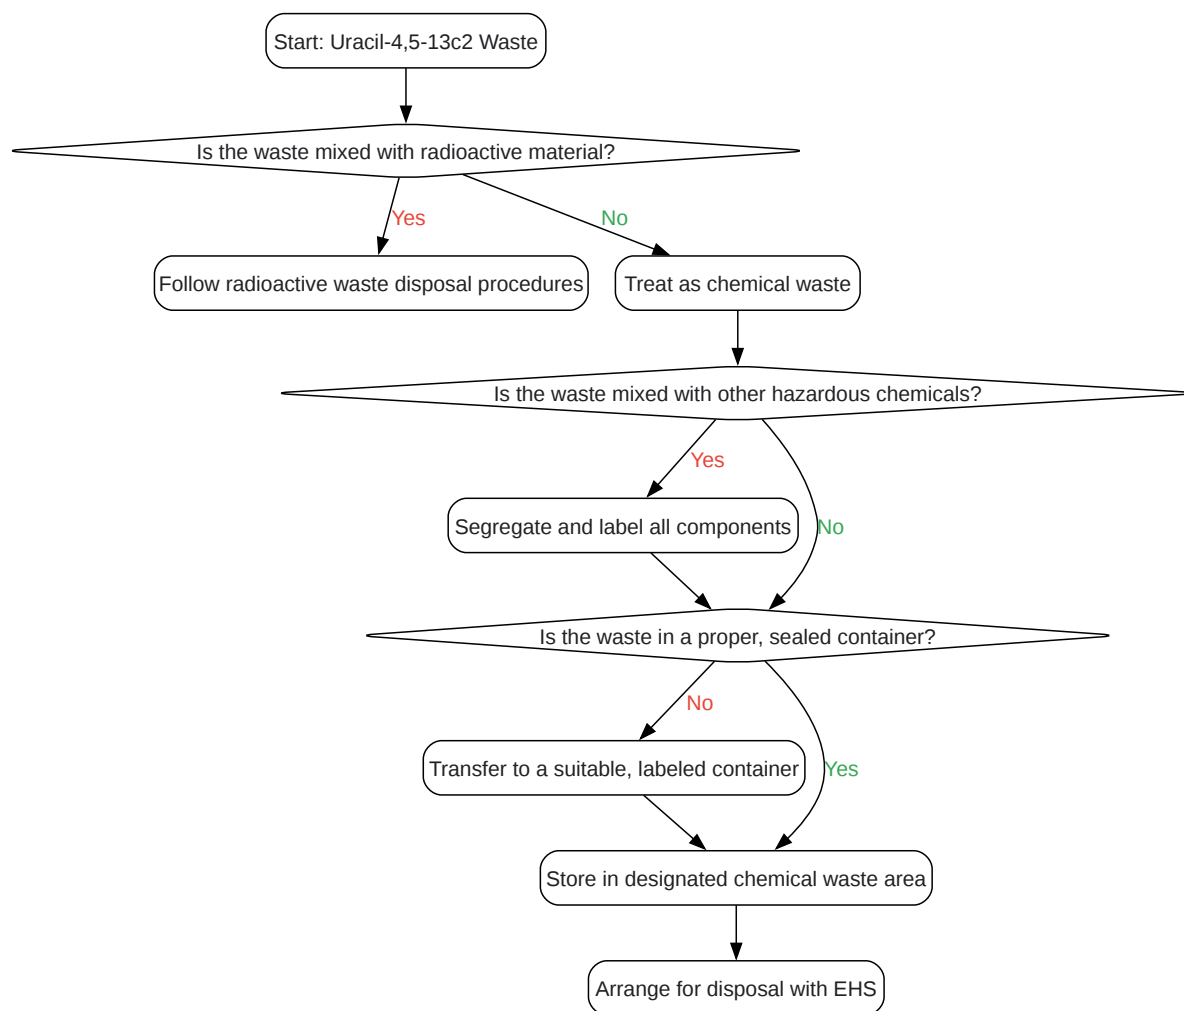 Start: Uracil-4,5-13c2 Waste
Is the waste mixed with radioactive material?
Yes
No
Follow radioactive waste disposal procedures
Treat as chemical waste
Is the waste mixed with other hazardous chemicals?
Yes
Segregate and label all components
No
Is the waste in a proper, sealed container?
No
Transfer to a suitable, labeled container
Yes
Store in designated chemical waste area
Arrange for disposal with EHS